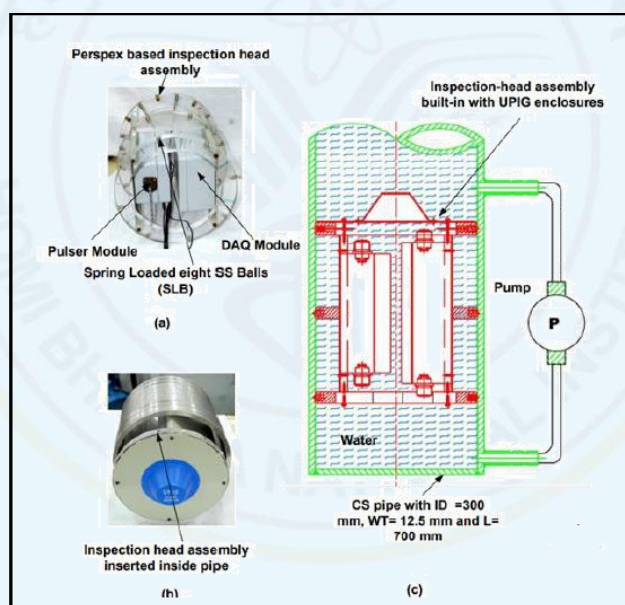 Perspex based inspection head
assembly
Pulser Module
DAQ Module
Spring Loaded eight SS Balls
(SLB)
(a)
Inspection head assembly
inserted inside pipe
(b)
Inspection-head assembly
built-in with UPIG enclosures
Pump
P
Water
CS pipe with ID =300
mm, WT= 12.5 mm and L=
700 mm
(c)